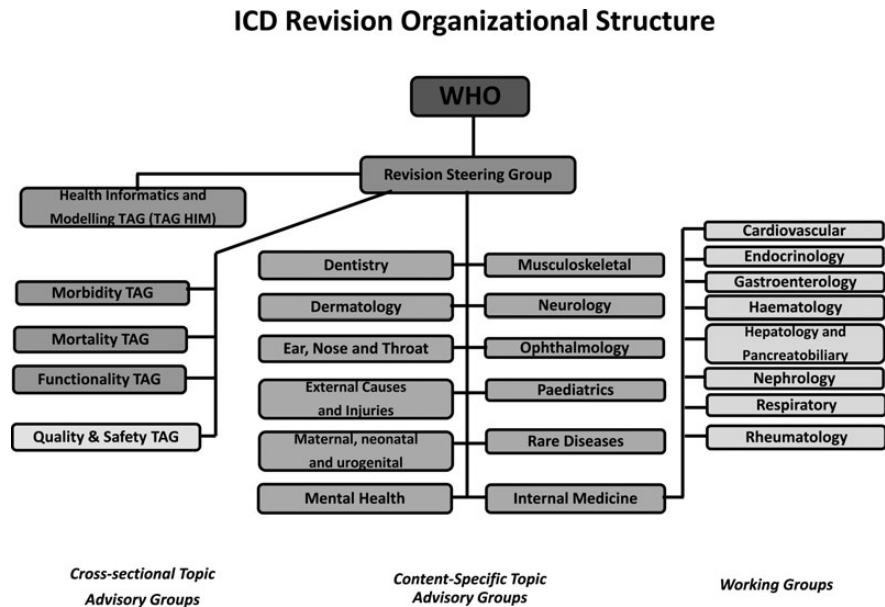 ICD Revision Organizational Structure
WHO
Revision Steering Group
Health Informatics and
Modelling TAG (TAG HIM)
Morbidity TAG
Mortality TAG
Functionality TAG
Quality & Safety TAG
Dentistry
Dermatology
Ear, Nose and Throat
External Causes
and Injuries
Maternal, neonatal
and urogenital
Mental Health
Musculoskeletal
Neurology
Ophthalmology
Paediatrics
Rare Diseases
Internal Medicine
Cardiovascular
Endocrinology
Gastroenterology
Haematology
Hepatology and
Pancreatobiliary
Nephrology
Respiratory
Rheumatology
Cross-sectional Topic
Advisory Groups
Content-Specific Topic
Advisory Groups
Working Groups